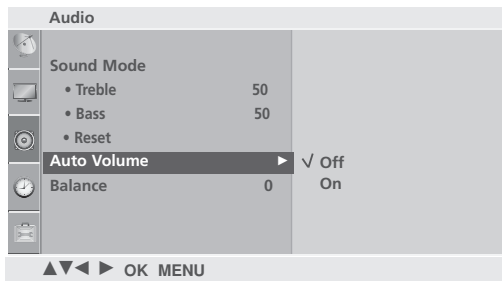 Audio
Sound Mode
• Treble 50
• Bass 50
• Reset
Auto Volume ►
Balance 0
√ Off
On
▲▼◄ ► OK MENU